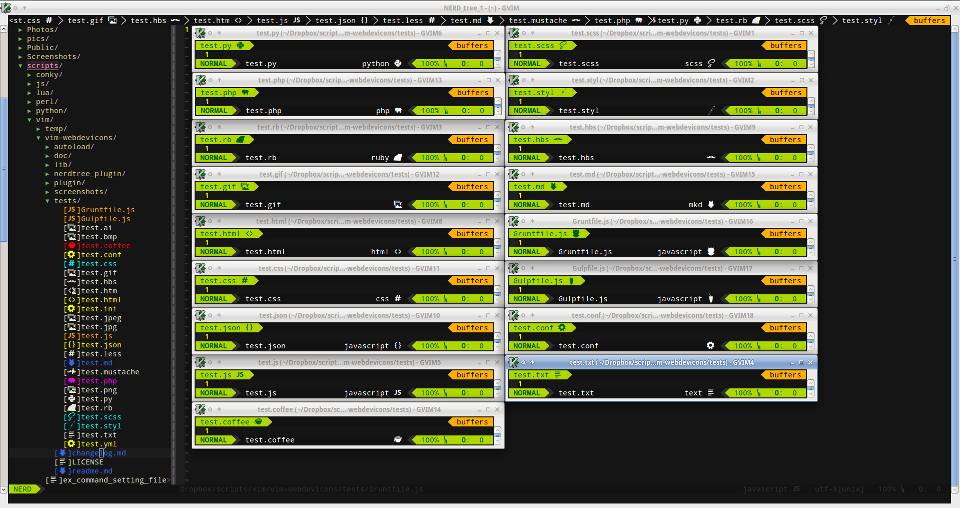 NERD_tree_1 - (~) - GVIM
est.css # test.gif test.hbs test.htm <> test.js JS test.json {} test.less # test.md test.mustache test.php test.py test.rb test.scss test.styl buffers
Photos/
pics/
Public/
Screenshots/
scripts/
conky/
js/
lua/
perl/
python/
vim/
temp/
vim-webdevicons/
autoload/
doc/
lib/
nerdtree_plugin/
plugin/
screenshots/
tests/
[JS]Gruntfile.js
[JS]Gulpfile.js
[]test.ai
[]test.bmp
[]test.coffee
[]test.conf
[#]test.css
[]test.gif
[]test.hbs
[<>]test.htm
[<>]test.html
[]test.ini
[]test.jpeg
[]test.jpg
[JS]test.js
[{}]test.json
[#]test.less
[]test.md
[]test.mustache
[]test.php
[]test.png
[]test.py
[]test.rb
[]test.scss
[]test.styl
[]test.txt
[]test.yml
[]changelog.md
[]LICENSE
[]readme.md
[]ex_command_setting_file
NERD
1
test.py (~/Dropbox/scrip...m-webdevicons/tests) - GVIM6
test.py buffers
1
NORMAL test.py python 100% 0: 0
test.php (~/Dropbox/scri...-webdevicons/tests) - GVIM13
test.php buffers
1
NORMAL test.php php 100% 0: 0
test.rb (~/Dropbox/scrip...m-webdevicons/tests) - GVIM3
test.rb buffers
1
NORMAL test.rb ruby 100% 0: 0
test.gif (~/Dropbox/scrip...-webdevicons/tests) - GVIM12
test.gif buffers
1
NORMAL test.gif 100% 0: 0
test.html (~/Dropbox/scri...-webdevicons/tests) - GVIM8
test.html <> buffers
1
NORMAL test.html html <> 100% 0: 0
test.css (~/Dropbox/scri...-webdevicons/tests) - GVIM11
test.css # buffers
1
NORMAL test.css css # 100% 0: 0
test.json (~/Dropbox/scri...-webdevicons/tests) - GVIM10
test.json {} buffers
1
NORMAL test.json javascript {} 100% 0: 0
test.js (~/Dropbox/scrip...m-webdevicons/tests) - GVIM5
test.js JS buffers
1
NORMAL test.js javascript JS 100% 0: 0
test.coffee (~/Dropbox/sc...-webdevicons/tests) - GVIM14
test.coffee buffers
1
NORMAL test.coffee 100% 0: 0
test.scss (~/Dropbox/scri...-webdevicons/tests) - GVIM1
test.scss buffers
1
NORMAL test.scss scss 100% 0: 0
test.styl (~/Dropbox/scrip...m-webdevicons/tests) - GVIM2
test.styl buffers
1
NORMAL test.styl 100% 0: 0
test.hbs (~/Dropbox/scrip...m-webdevicons/tests) - GVIM9
test.hbs buffers
1
NORMAL test.hbs 100% 0: 0
test.md (~/Dropbox/scrip...-webdevicons/tests) - GVIM15
test.md buffers
1
NORMAL test.md mkd 100% 0: 0
Gruntfile.js (~/Dropbox/s...-webdevicons/tests) - GVIM16
Gruntfile.js buffers
1
NORMAL Gruntfile.js javascript 100% 0: 0
Gulpfile.js (~/Dropbox/sc...-webdevicons/tests) - GVIM17
Gulpfile.js buffers
1
NORMAL Gulpfile.js javascript 100% 0: 0
test.conf (~/Dropbox/scri...-webdevicons/tests) - GVIM18
test.conf buffers
1
NORMAL test.conf 100% 0: 0
test.txt (~/Dropbox/scrip...m-webdevicons/tests) - GVIM4
test.txt buffers
1
NORMAL test.txt text 100% 0: 0
Dropbox/scripts/vim/vim-webdevicons/tests/Gruntfile.js javascript JS utf-8[unix] 100% 0: 0